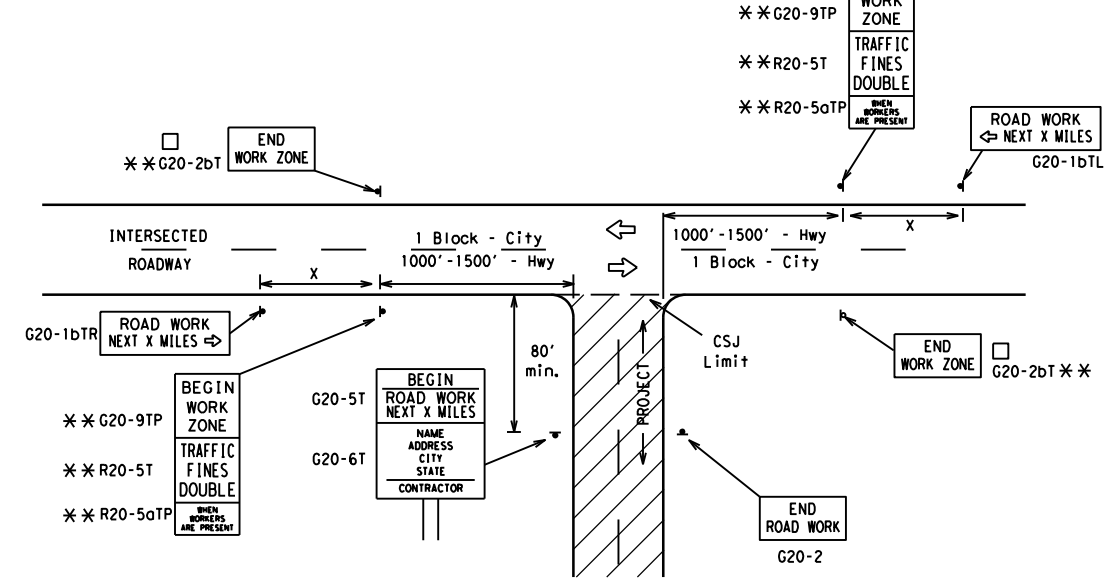 WORK
ZONE
TRAFFIC
FINES
DOUBLE
WHEN
WORKERS
ARE PRESENT
**G20-9TP
**R20-5T
**R20-5aTP
ROAD WORK
⇦ NEXT X MILES
G20-1bTL
□
**G20-2bT
END
WORK ZONE
INTERSECTED
ROADWAY
1 Block - City
1000'-1500' - Hwy
X
1000'-1500' - Hwy
1 Block - City
X
G20-1bTR
ROAD WORK
NEXT X MILES ⇨
80'
min.
CSJ
Limit
PROJECT
END
WORK ZONE
□
G20-2bT **
BEGIN
WORK
ZONE
TRAFFIC
FINES
DOUBLE
WHEN
WORKERS
ARE PRESENT
**G20-9TP
**R20-5T
**R20-5aTP
G20-5T
G20-6T
BEGIN
ROAD WORK
NEXT X MILES
NAME
ADDRESS
CITY
STATE
CONTRACTOR
END
ROAD WORK
G20-2